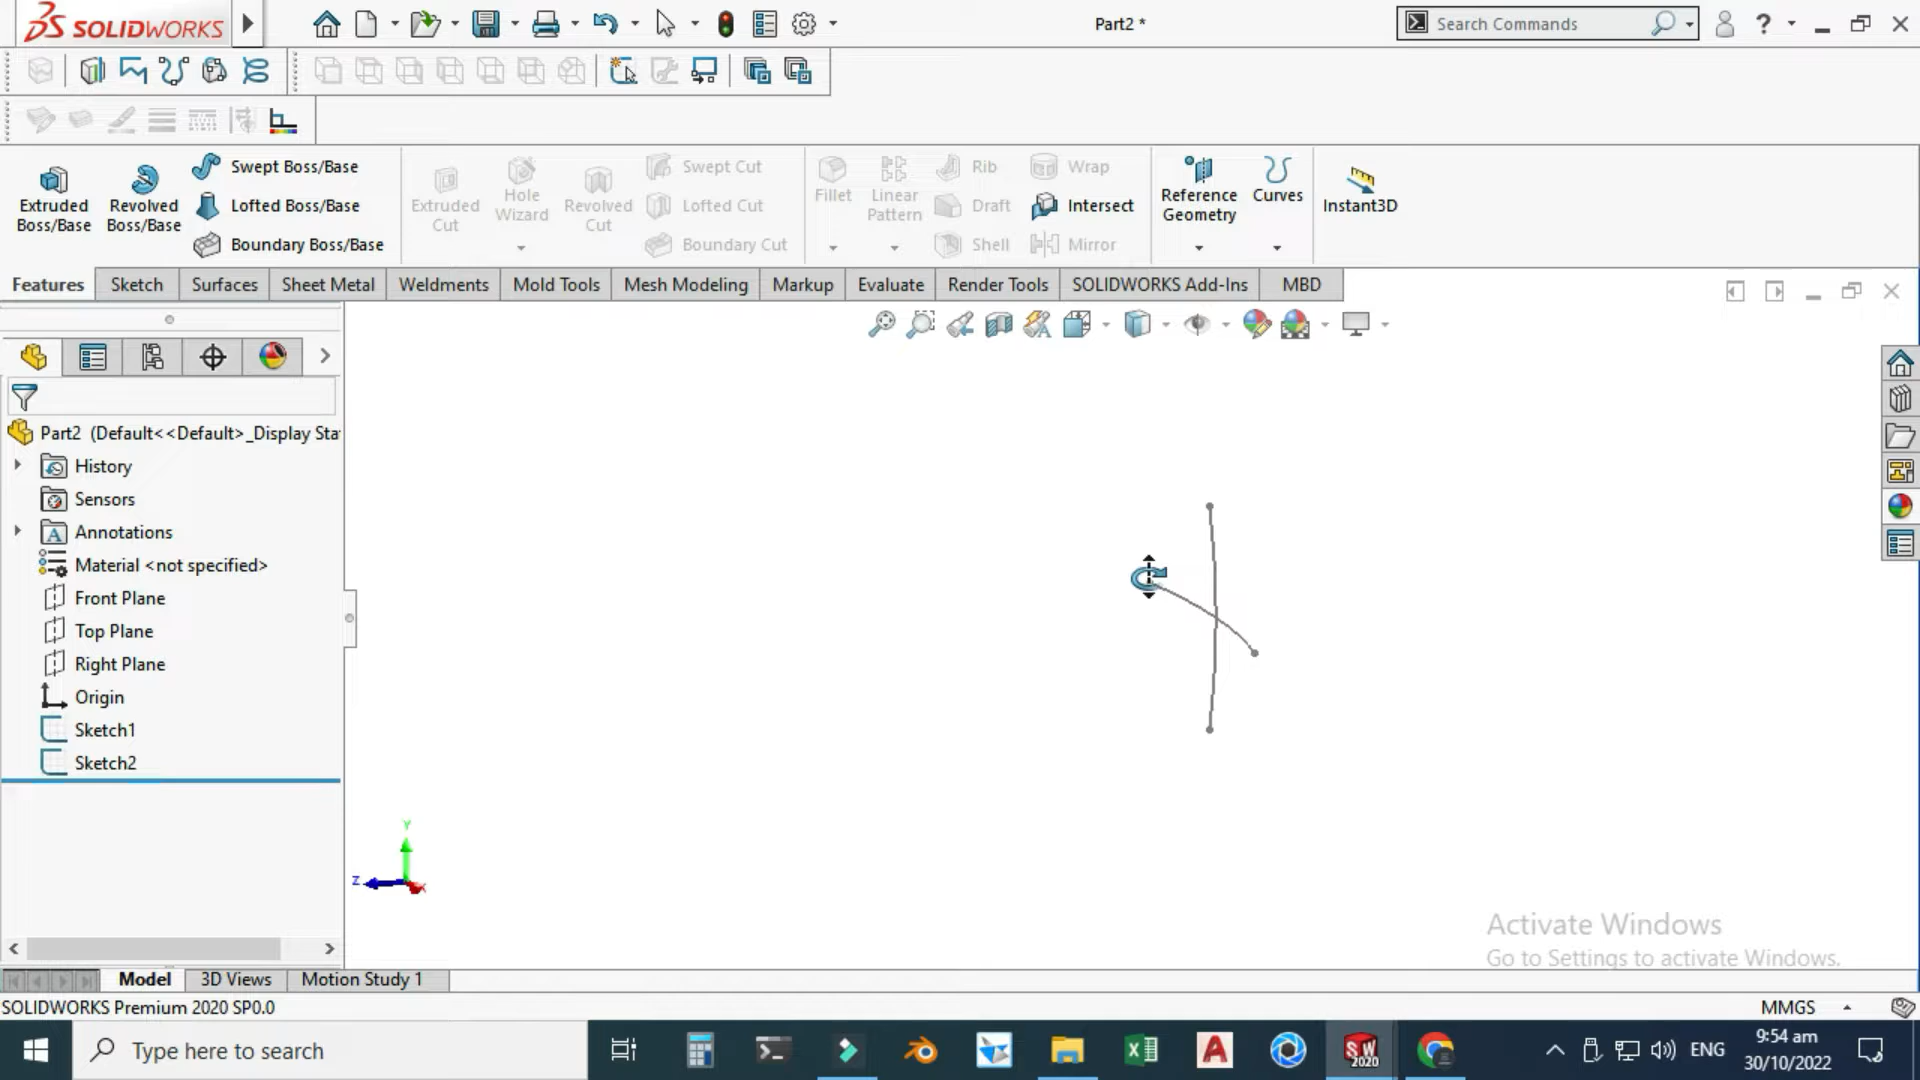 SOLIDWORKS
Part2 *
Search Commands
?
Extruded Boss/Base
Revolved Boss/Base
Swept Boss/Base
Lofted Boss/Base
Boundary Boss/Base
Extruded Cut
Hole Wizard
Revolved Cut
Swept Cut
Lofted Cut
Boundary Cut
Fillet
Linear Pattern
Rib
Draft
Shell
Wrap
Intersect
Mirror
Reference Geometry
Curves
Instant3D
Features Sketch Surfaces Sheet Metal Weldments Mold Tools Mesh Modeling Markup Evaluate Render Tools SOLIDWORKS Add-Ins MBD
Part2 (Default<<Default>_Display Sta
History
Sensors
Annotations
Material <not specified>
Front Plane
Top Plane
Right Plane
Origin
Sketch1
Sketch2
Y
Z
X
Activate Windows
Go to Settings to activate Windows.
Model 3D Views Motion Study 1
SOLIDWORKS Premium 2020 SP0.0
MMGS
Type here to search
SW 2020
ENG
9:54 am
30/10/2022